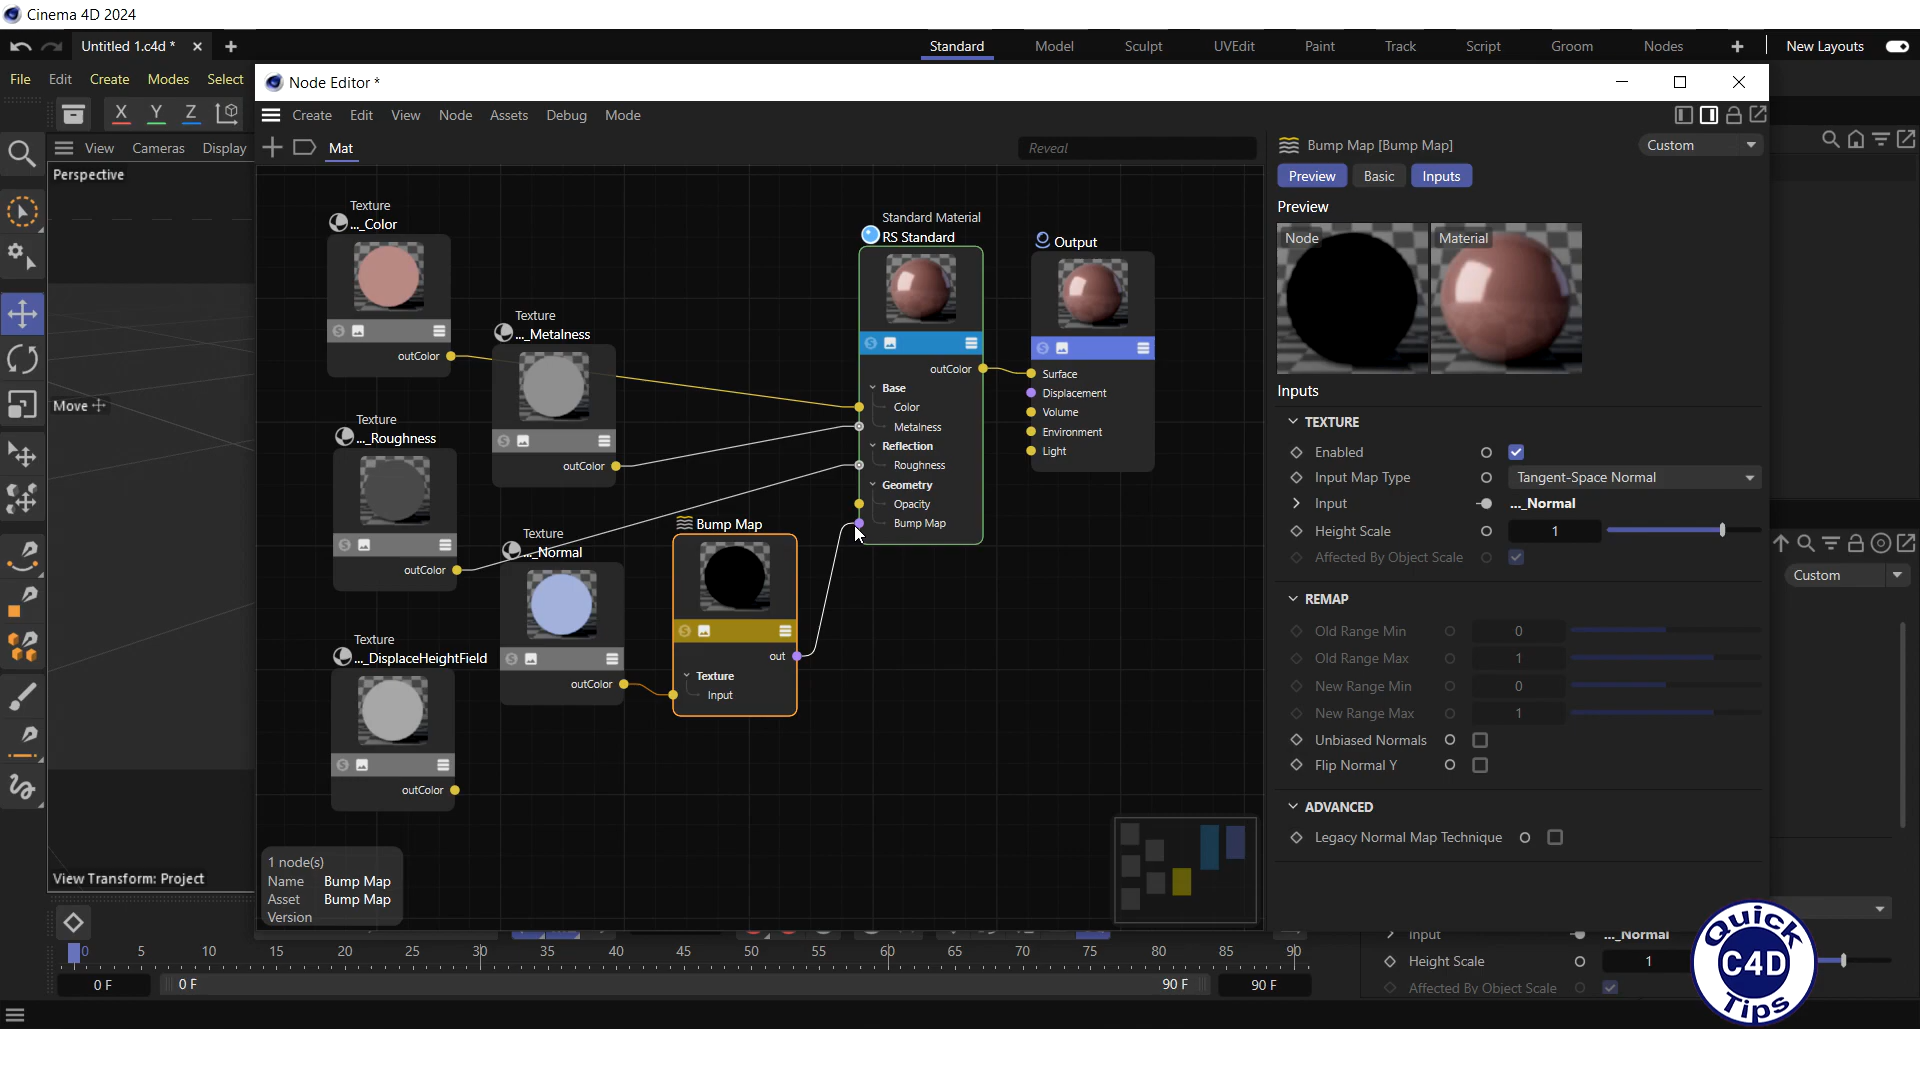 Cinema 4D 2024
Untitled 1.c4d *
Standard
Model
Sculpt
UVEdit
Paint
Track
Script
Groom
Nodes
New Layouts
File
Edit
Create
Modes
Select
Node Editor *
X
Y
Z
Create
Edit
View
Node
Assets
Debug
Mode
View
Cameras
Display
Mat
Reveal
Perspective
Move
View Transform: Project
Texture
..._Color
outColor
Texture
..._Metalness
outColor
Texture
..._Roughness
outColor
Texture
..._Normal
outColor
Texture
..._DisplaceHeightField
outColor
Bump Map
out
Texture
Input
Standard Material
RS Standard
outColor
Base
Color
Metalness
Reflection
Roughness
Geometry
Opacity
Bump Map
Output
Surface
Displacement
Volume
Environment
Light
1 node(s)
Name Bump Map
Asset Bump Map
Version
Bump Map [Bump Map]
Custom
Preview
Basic
Inputs
Preview
Node
Material
Inputs
TEXTURE
Enabled
Input Map Type
Tangent-Space Normal
Input
..._Normal
Height Scale
1
Affected By Object Scale
REMAP
Old Range Min
0
Old Range Max
1
New Range Min
0
New Range Max
1
Unbiased Normals
Flip Normal Y
ADVANCED
Legacy Normal Map Technique
Custom
Input
..._Normal
Height Scale
1
Affected By Object Scale
0 5 10 15 20 25 30 35 40 45 50 55 60 65 70 75 80 85 90
0 F
0 F
90 F
90 F
Quick
C4D
Tips